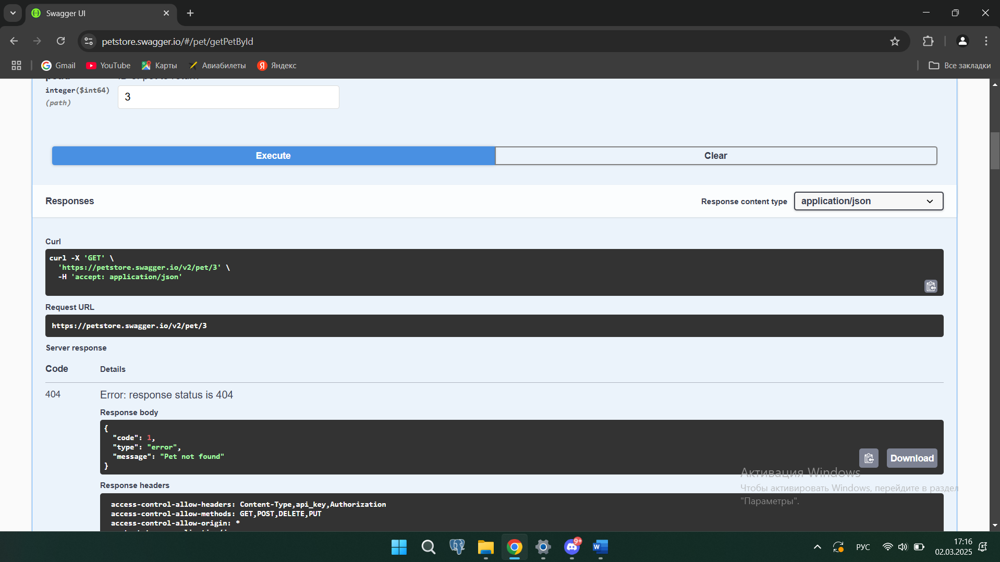 Swagger UI
petstore.swagger.io/#/pet/getPetById
Gmail
YouTube
Карты
Авиабилеты
Яндекс
Все закладки
integer($int64)
(path)
3
Execute
Clear
Responses
Response content type
application/json
Curl
curl -X 'GET' \
'https://petstore.swagger.io/v2/pet/3' \
-H 'accept: application/json'
Request URL
https://petstore.swagger.io/v2/pet/3
Server response
Code
Details
404
Error: response status is 404
Response body
{
"code": 1,
"type": "error",
"message": "Pet not found"
}
Download
Активация Windows
Чтобы активировать Windows, перейдите в раздел
"Параметры".
Response headers
access-control-allow-headers: Content-Type,api_key,Authorization
access-control-allow-methods: GET,POST,DELETE,PUT
access-control-allow-origin: *
9+
W
РУС
17:16
02.03.2025